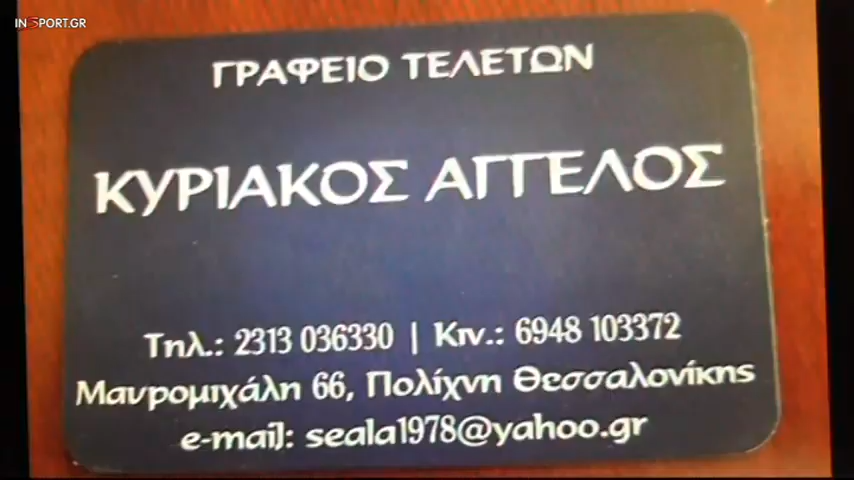 INSPORT.GR
ΓΡΑΦΕΙΟ ΤΕΛΕΤΩΝ
ΚΥΡΙΑΚΟΣ ΑΓΓΕΛΟΣ
Τηλ.: 2313 036330 | Κιν.: 6948 103372
Μαυρομιχάλη 66, Πολίχνη Θεσσαλονίκης
e-mail: seala1978@yahoo.gr